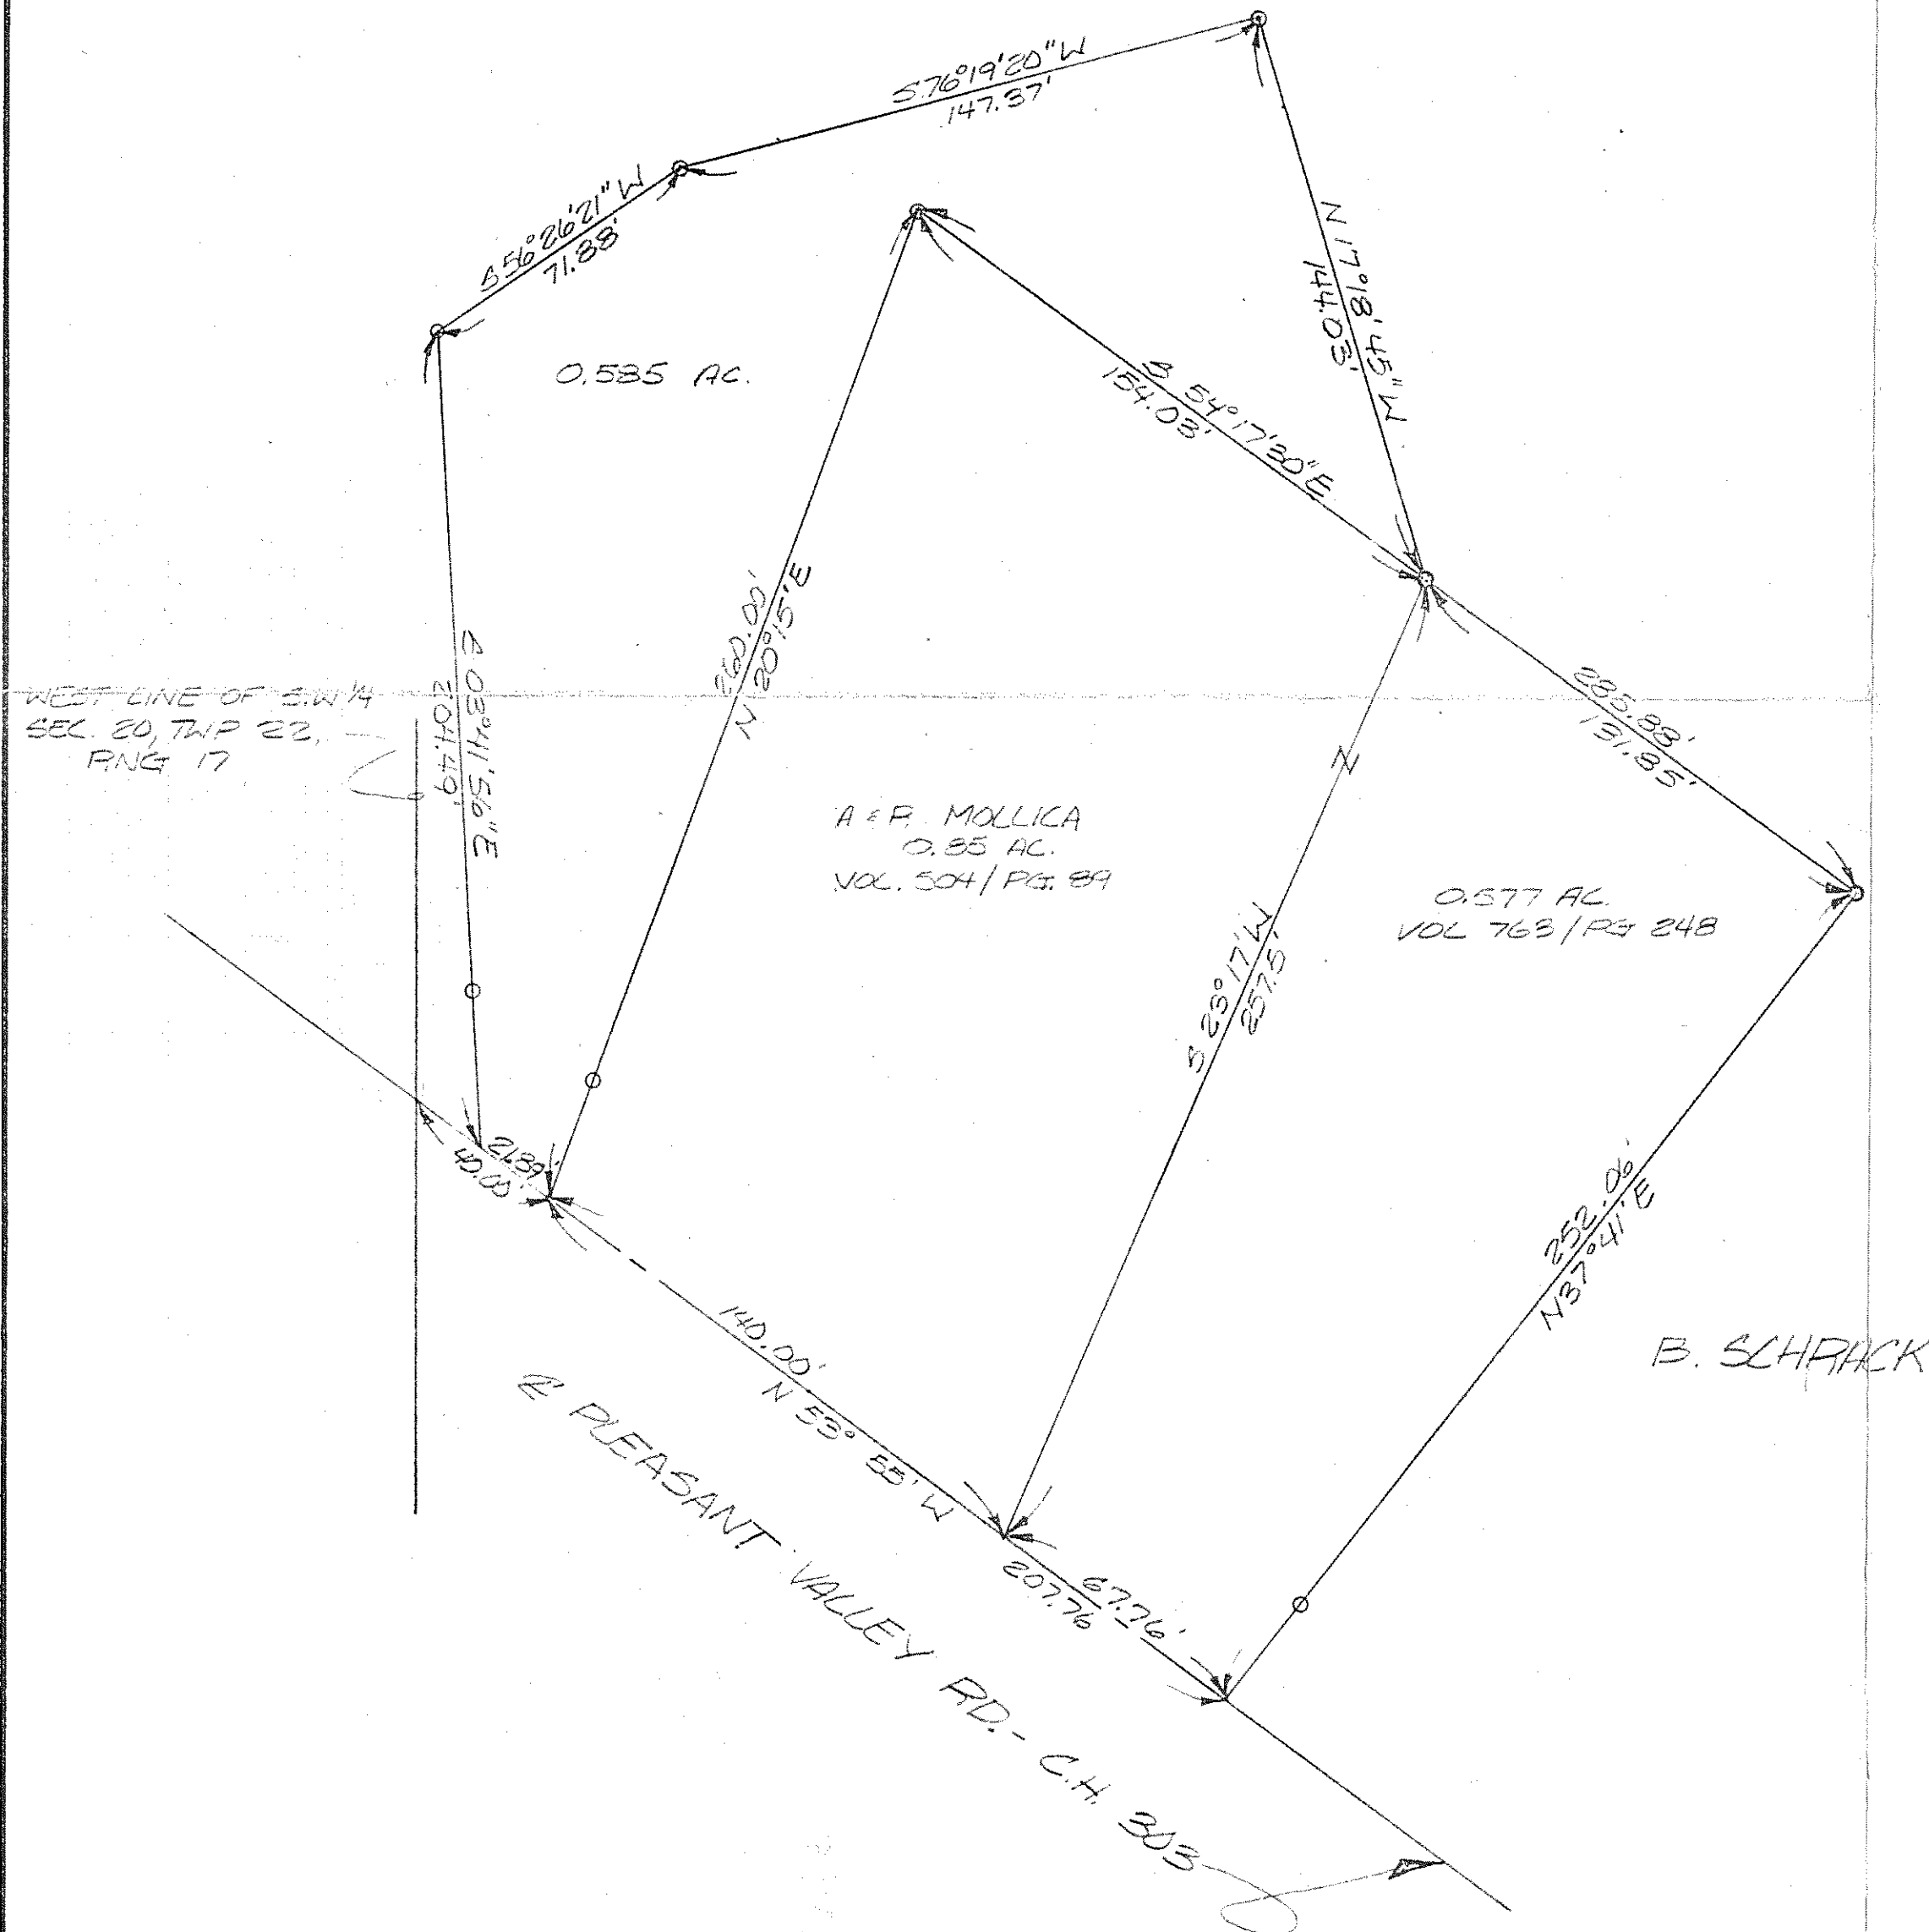 S 76°19'20" W
147.37'
S 56°26'21" W
71.88'
N 17°18'45" W
144.03'
S 54°17'30" E
154.03'
0.585 AC.
260.00'
N 20°15' E
S 03°41'56" E
204.49'
WEST LINE OF S.W 1/4
SEC. 20, TWP 22,
RNG 17
285.88'
131.85'
A & R. MOLLICA
0.85 AC.
VOL. 504 / PG. 89
N
S 23°17' W
257.5'
0.577 AC.
VOL 763 / PG 248
21.89'
40.00'
252.06'
N 37°41' E
B. SCHRACK
140.00'
N 53° 55' W
℄ PLEASANT VALLEY RD. - C.H. 303
67.76'
207.76